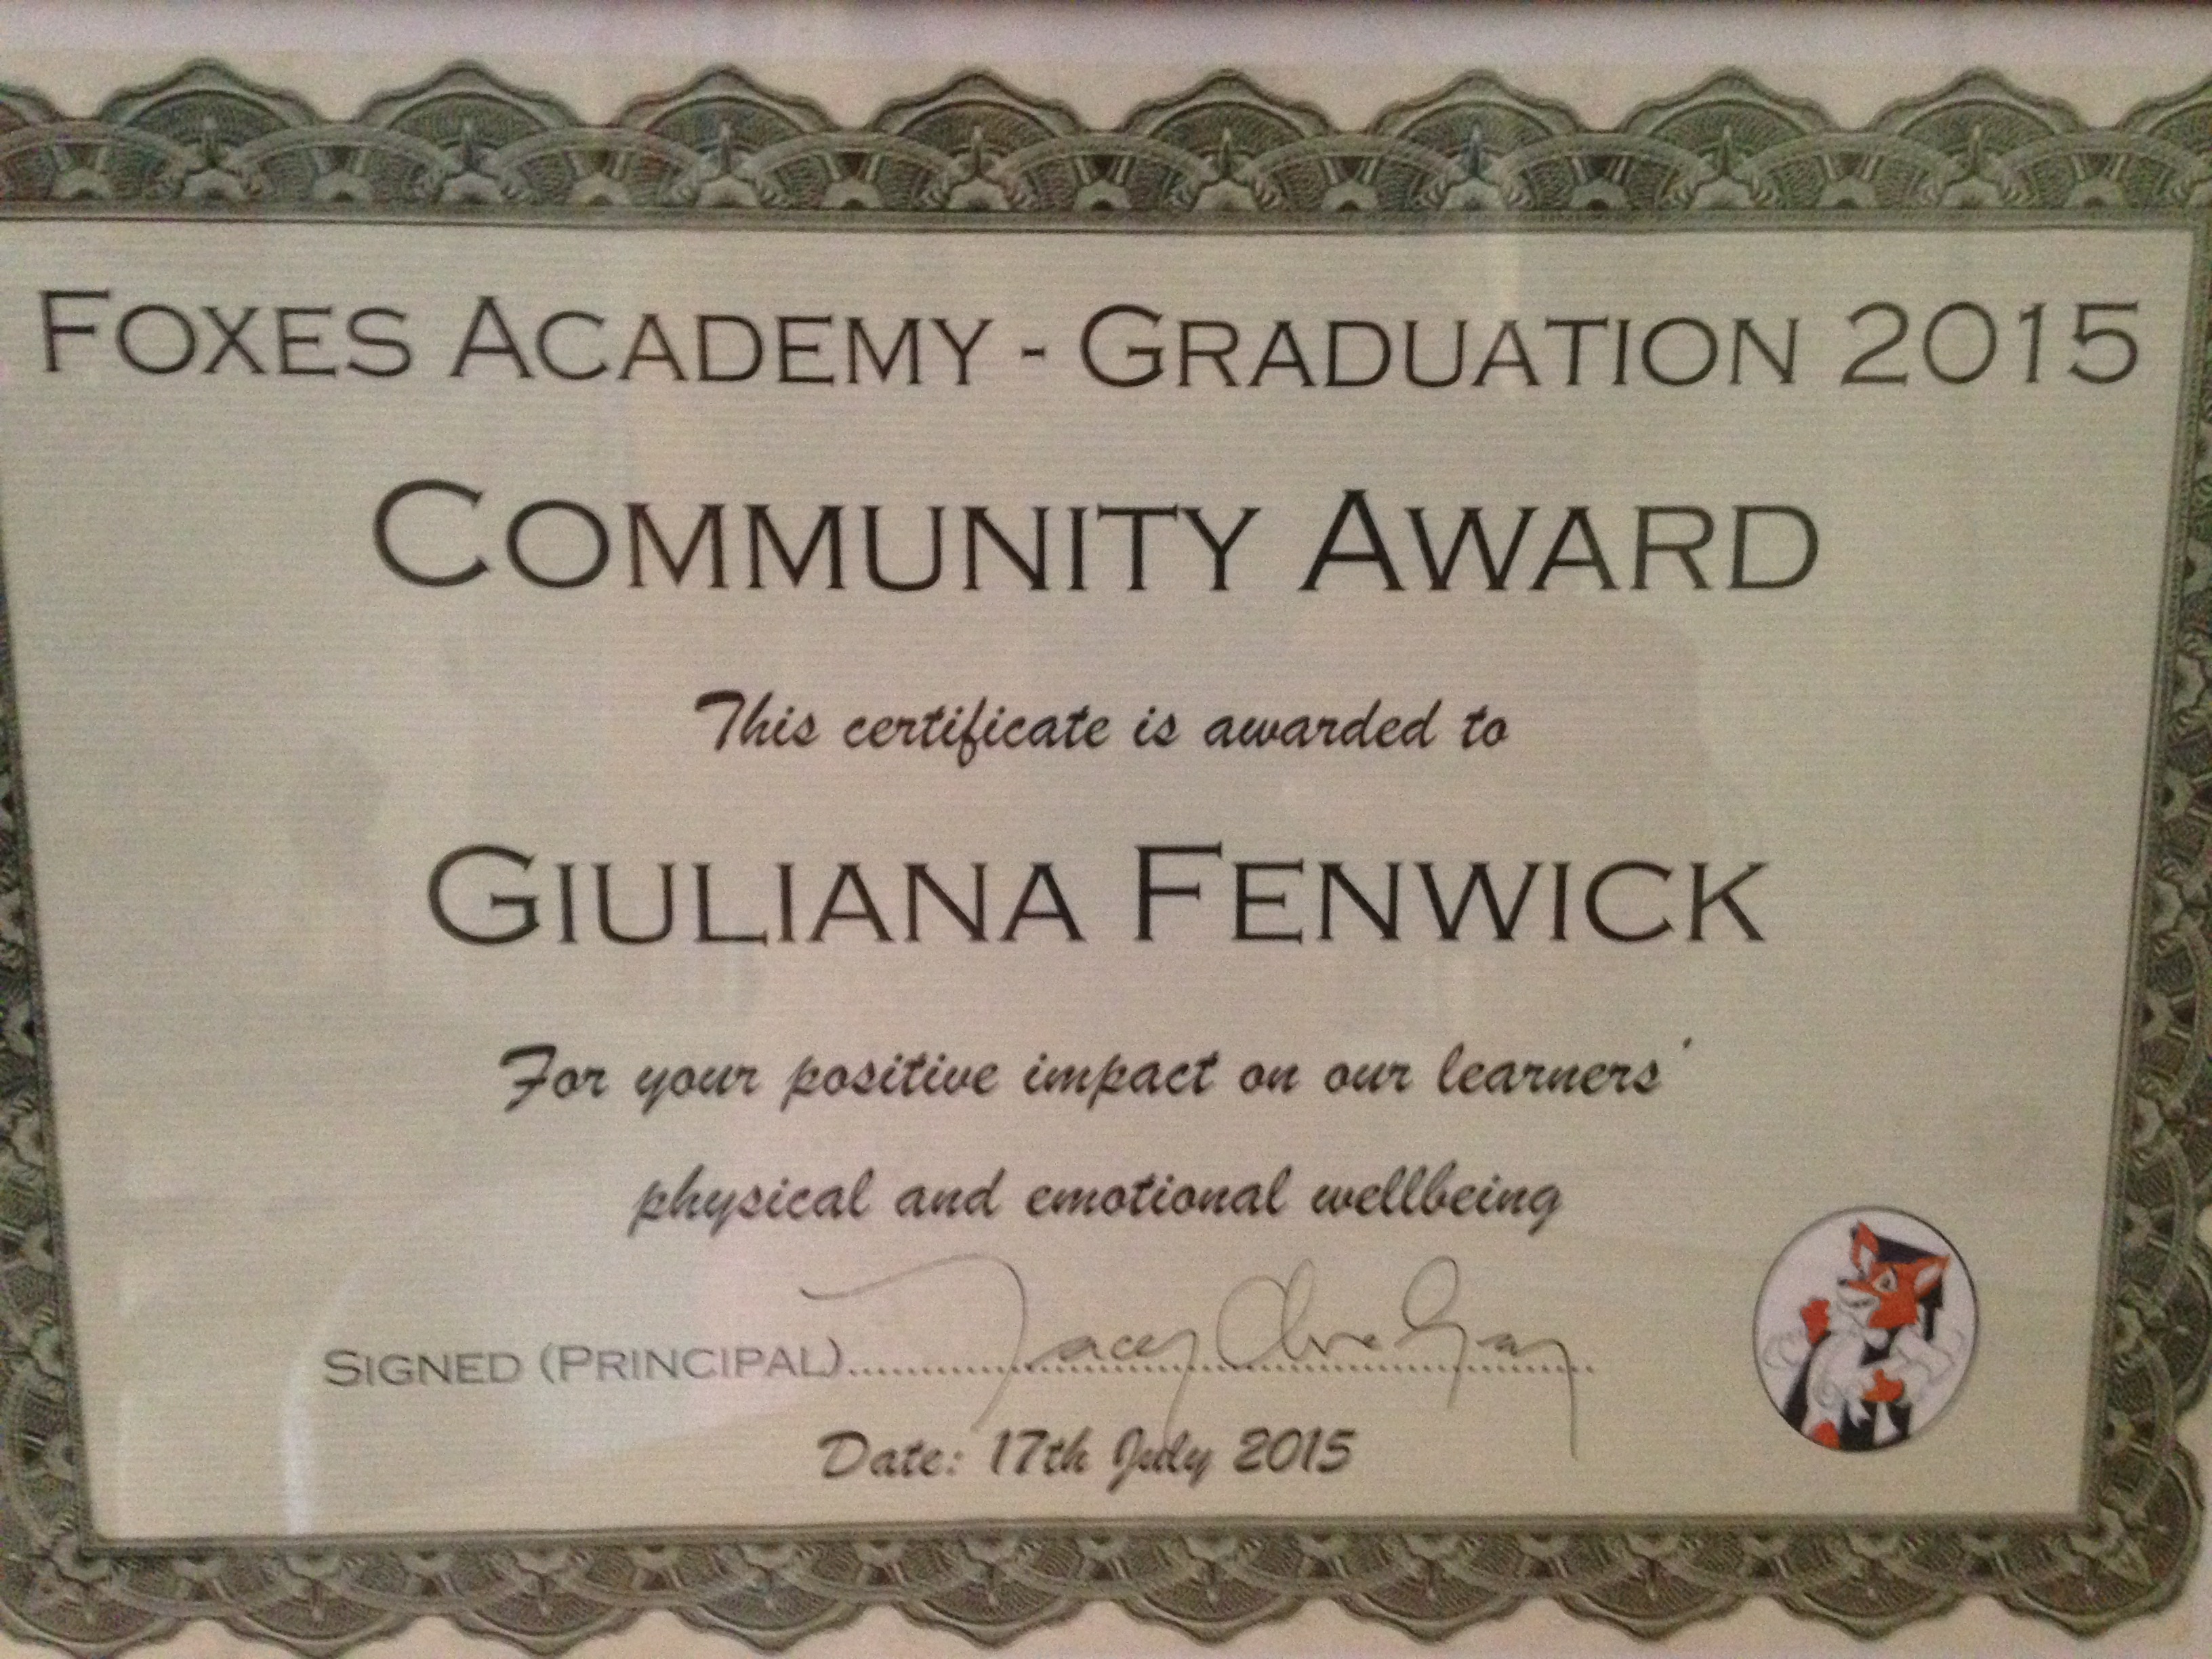 FOXES ACADEMY - GRADUATION 2015
COMMUNITY AWARD
This certificate is awarded to
GIULIANA FENWICK
For your positive impact on our learners'
physical and emotional wellbeing
SIGNED (PRINCIPAL)............ Tracey
Date: 17th July 2015